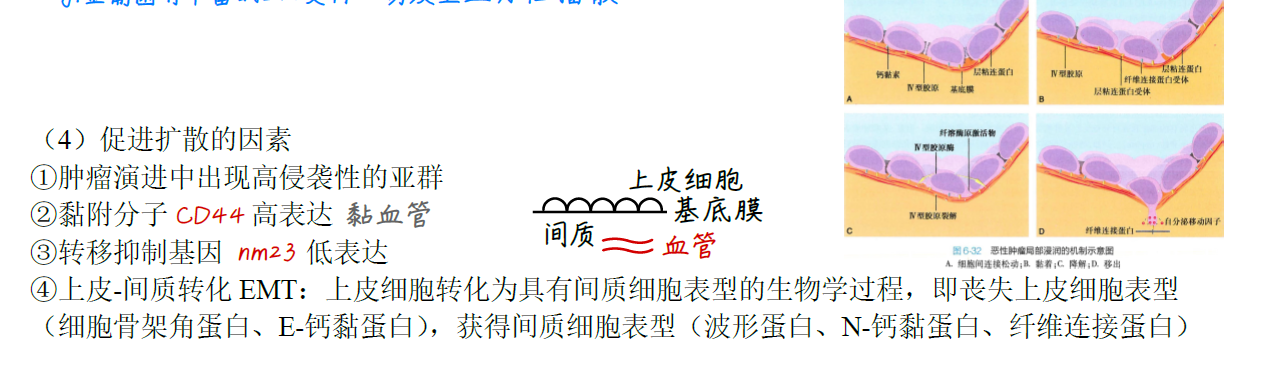 （4）促进扩散的因素
①肿瘤演进中出现高侵袭性的亚群
②黏附分子 CD44 高表达 黏血管
③转移抑制基因 nm23 低表达
④上皮-间质转化 EMT：上皮细胞转化为具有间质细胞表型的生物学过程，即丧失上皮细胞表型
（细胞骨架角蛋白、E-钙黏蛋白），获得间质细胞表型（波形蛋白、N-钙黏蛋白、纤维连接蛋白）
上皮细胞
基底膜
间质
血管
钙黏素
Ⅳ型胶原
基底膜
层粘连蛋白
A
Ⅳ型胶原
层粘连蛋白
纤维连接蛋白受体
层粘连蛋白受体
B
纤溶酶原激活物
Ⅳ型胶原酶
Ⅳ型胶原裂解
C
自分泌移动因子
纤维连接蛋白
D
图6-32 恶性肿瘤局部浸润的机制示意图
A. 细胞间连接松动；B. 黏着；C. 降解；D. 移出